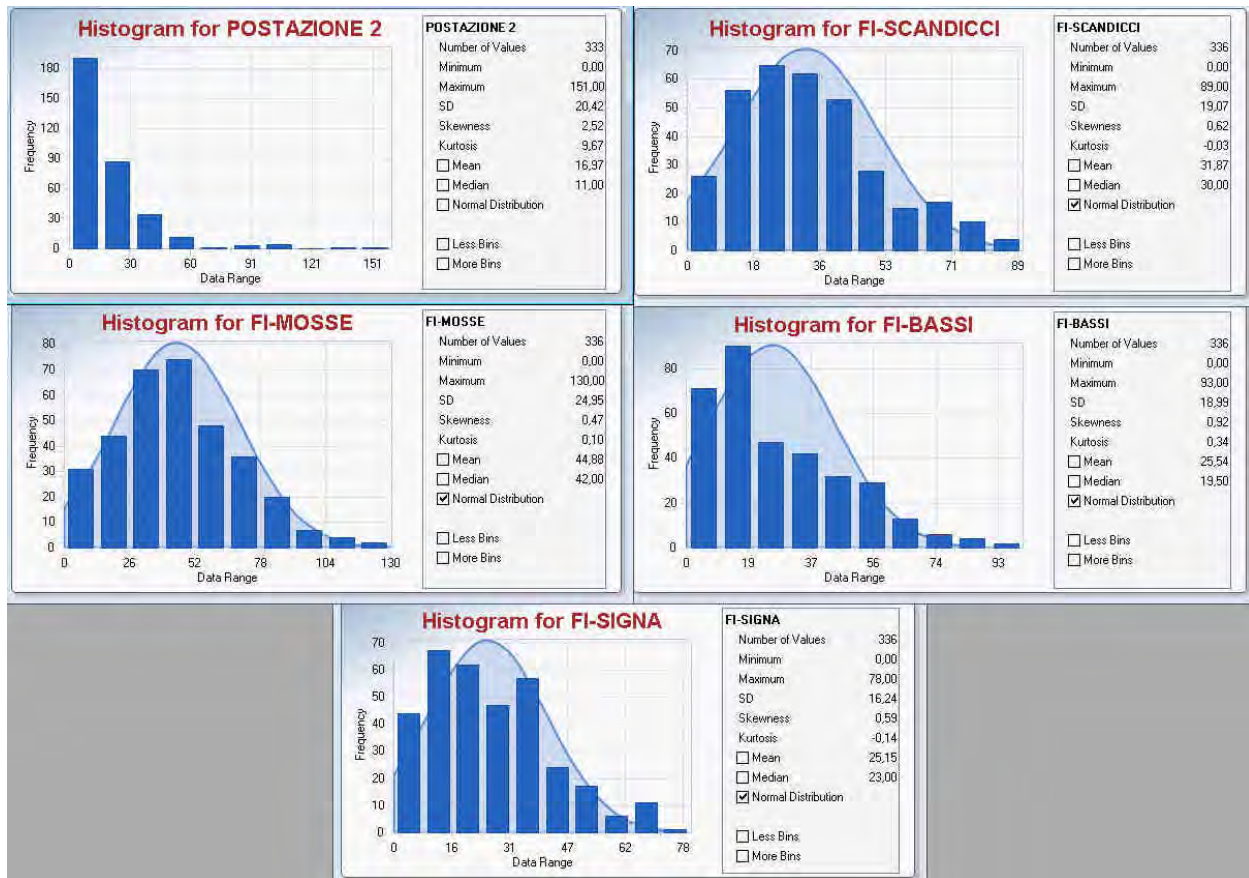 Histogram for POSTAZIONE 2
Frequency
180
150
120
90
60
30
0
0 30 60 91 121 151
Data Range
POSTAZIONE 2
Number of Values 333
Minimum 0,00
Maximum 151,00
SD 20,42
Skewness 2,52
Kurtosis 9,67
Mean 16,97
Median 11,00
Normal Distribution
Less Bins
More Bins
Histogram for FI-SCANDICCI
Frequency
70
60
50
40
30
20
10
0
0 18 36 53 71 89
Data Range
FI-SCANDICCI
Number of Values 336
Minimum 0,00
Maximum 89,00
SD 19,07
Skewness 0,62
Kurtosis -0,03
Mean 31,87
Median 30,00
Normal Distribution
Less Bins
More Bins
Histogram for FI-MOSSE
Frequency
80
70
60
50
40
30
20
10
0
0 26 52 78 104 130
Data Range
FI-MOSSE
Number of Values 336
Minimum 0,00
Maximum 130,00
SD 24,95
Skewness 0,47
Kurtosis 0,10
Mean 44,88
Median 42,00
Normal Distribution
Less Bins
More Bins
Histogram for FI-BASSI
Frequency
80
60
40
20
0
0 19 37 56 74 93
Data Range
FI-BASSI
Number of Values 336
Minimum 0,00
Maximum 93,00
SD 18,99
Skewness 0,92
Kurtosis 0,34
Mean 25,54
Median 19,50
Normal Distribution
Less Bins
More Bins
Histogram for FI-SIGNA
Frequency
70
60
50
40
30
20
10
0
0 16 31 47 62 78
Data Range
FI-SIGNA
Number of Values 336
Minimum 0,00
Maximum 78,00
SD 16,24
Skewness 0,59
Kurtosis -0,14
Mean 25,15
Median 23,00
Normal Distribution
Less Bins
More Bins